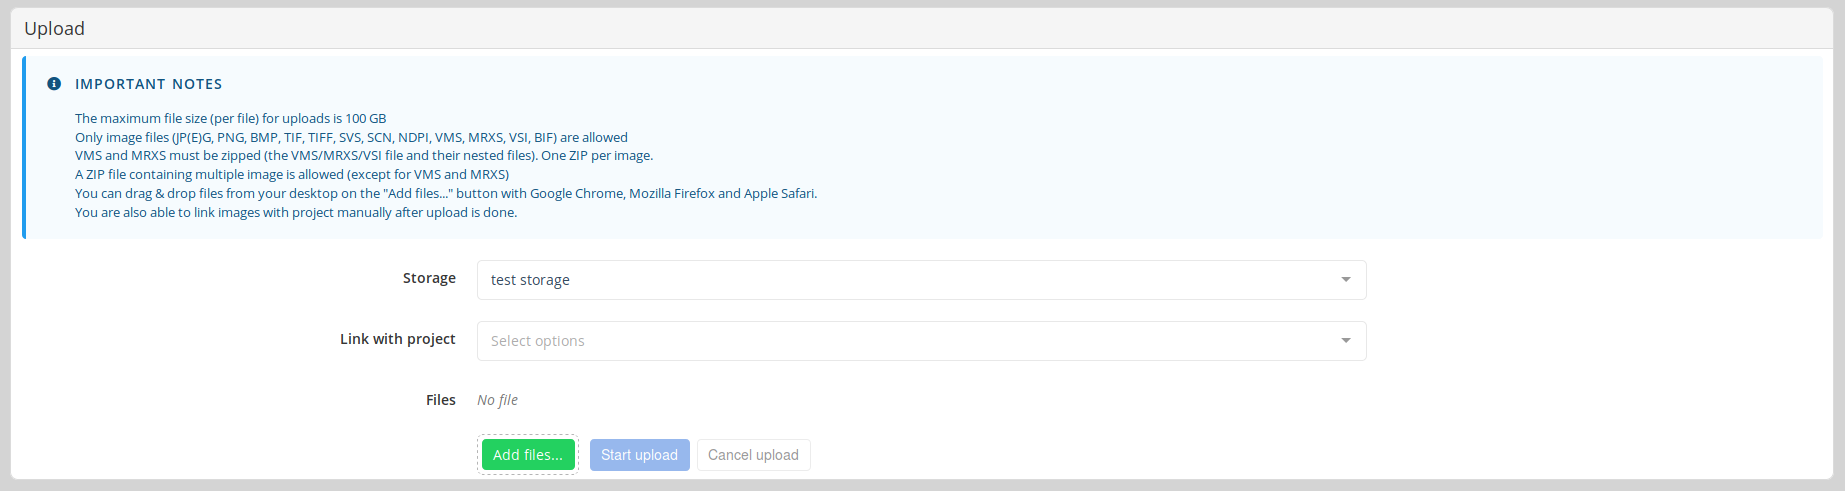 Upload
IMPORTANT NOTES
The maximum file size (per file) for uploads is 100 GB
Only image files (JP(E)G, PNG, BMP, TIF, TIFF, SVS, SCN, NDPI, VMS, MRXS, VSI, BIF) are allowed
VMS and MRXS must be zipped (the VMS/MRXS/VSI file and their nested files). One ZIP per image.
A ZIP file containing multiple image is allowed (except for VMS and MRXS)
You can drag & drop files from your desktop on the "Add files..." button with Google Chrome, Mozilla Firefox and Apple Safari.
You are also able to link images with project manually after upload is done.
Storage test storage
Link with project Select options
Files No file
Add files... Start upload Cancel upload